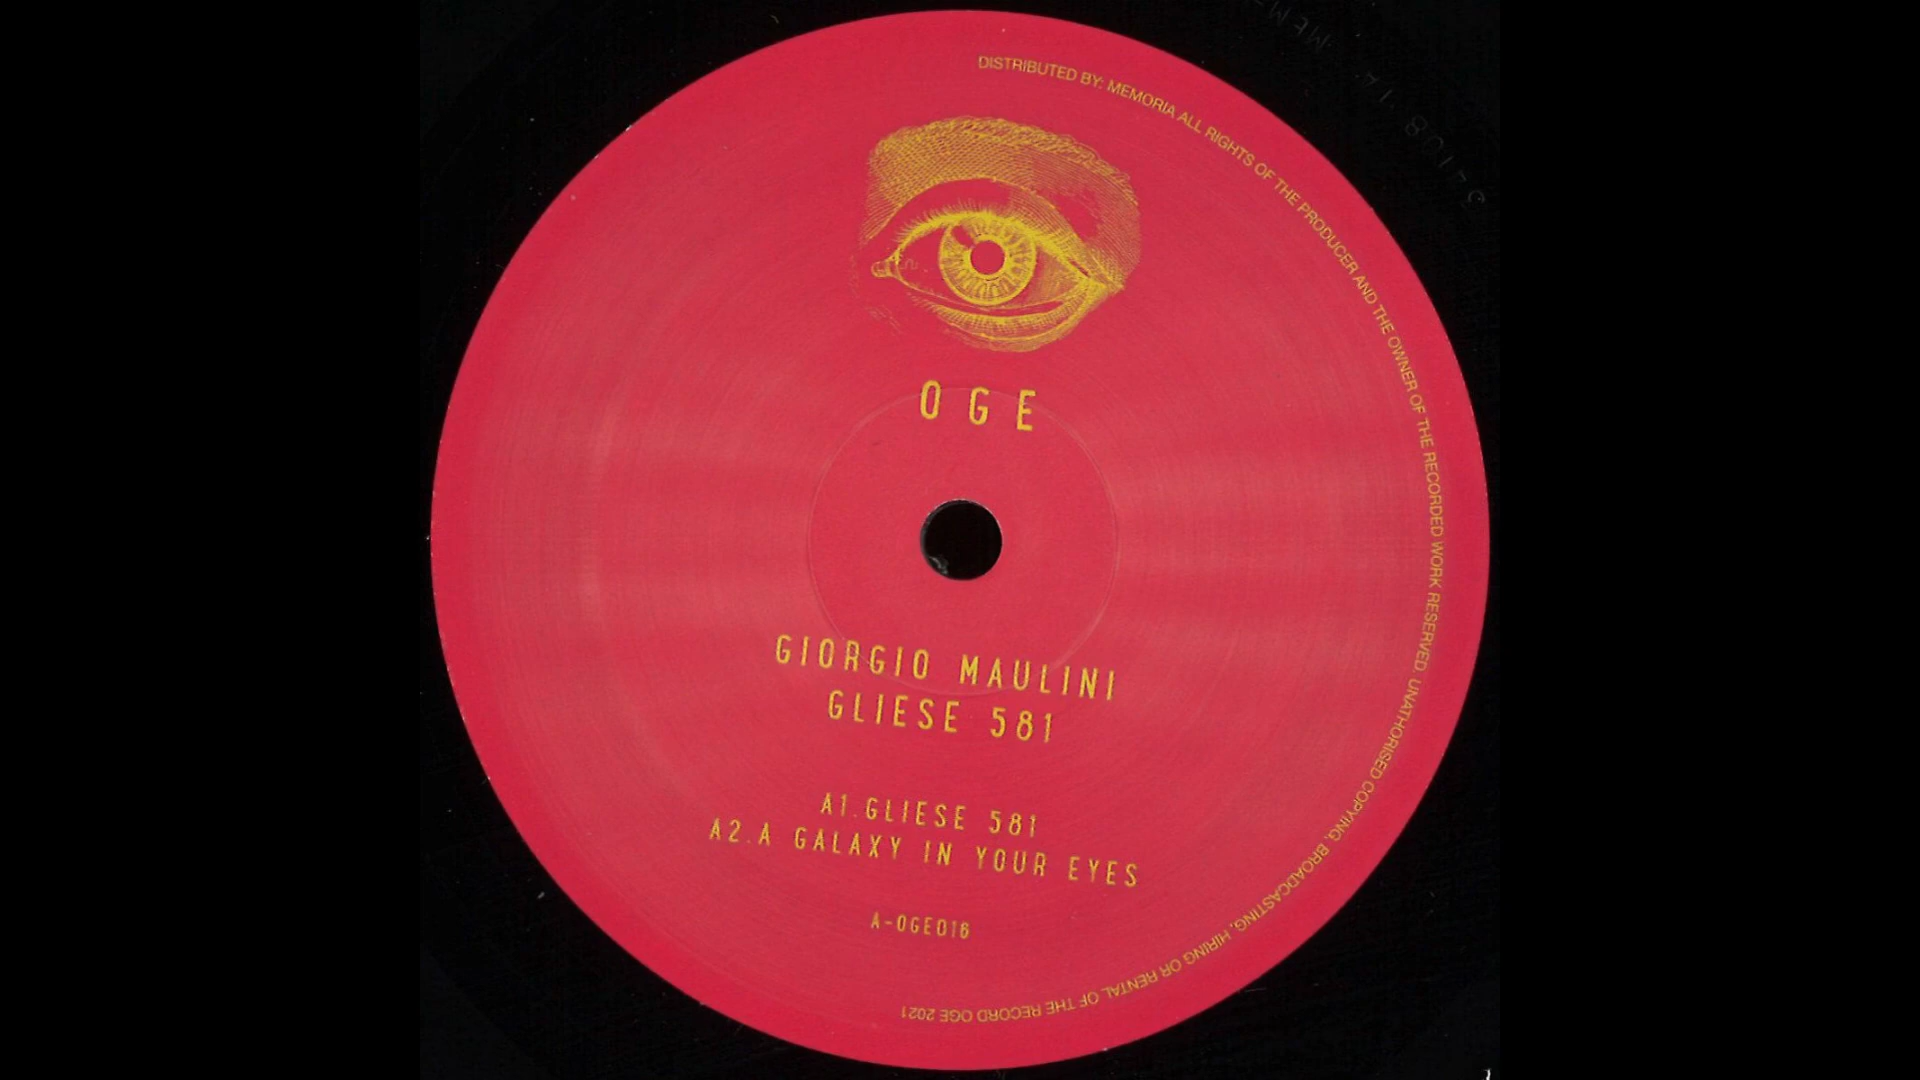 DISTRIBUTED BY: MEMORIA ALL RIGHTS OF THE PRODUCER AND THE OWNER OF THE RECORDED WORK RESERVED. UNATHORISED COPYING, BROADCASTING, HIRING OR RENTAL OF THE RECORD OGE 2021
OGE
GIORGIO MAULINI
GLIESE 581
A1.GLIESE 581
A2.A GALAXY IN YOUR EYES
A-OGE016